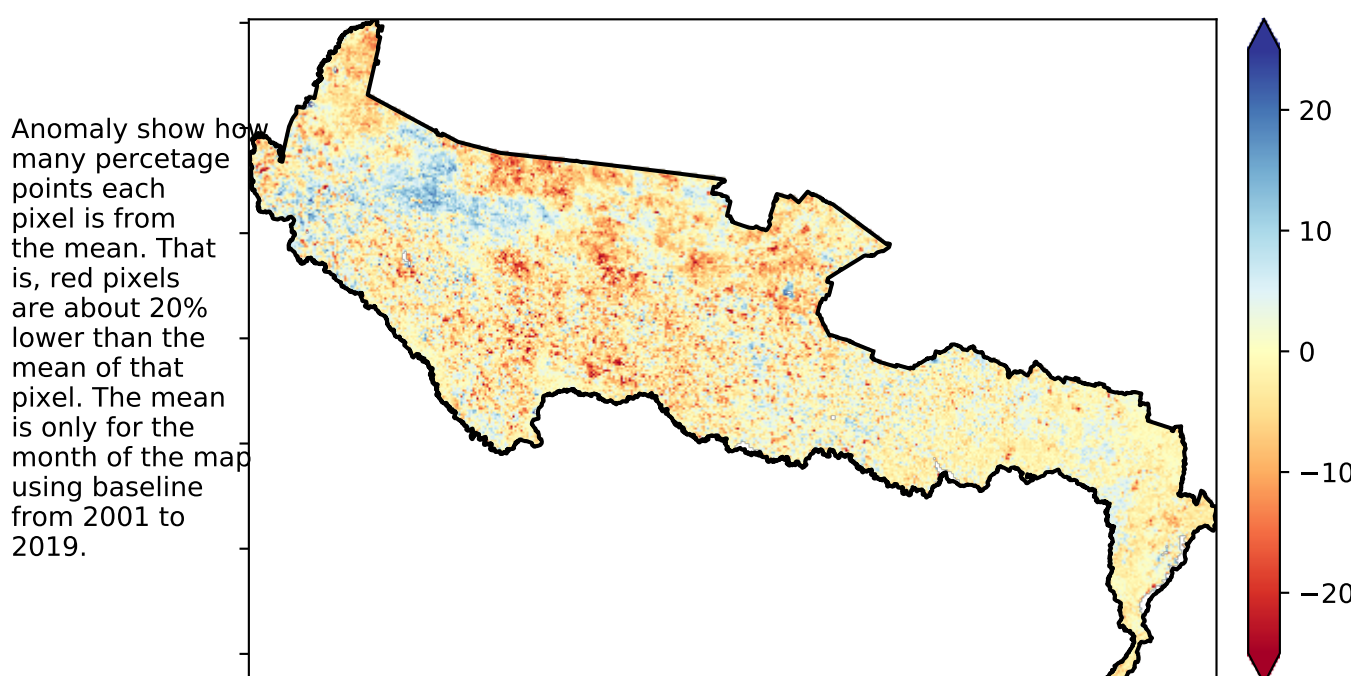 Anomaly show how
many percetage
points each
pixel is from
the mean. That
is, red pixels
are about 20%
lower than the
mean of that
pixel. The mean
is only for the
month of the map
using baseline
from 2001 to
2019.
20
10
0
−10
−20